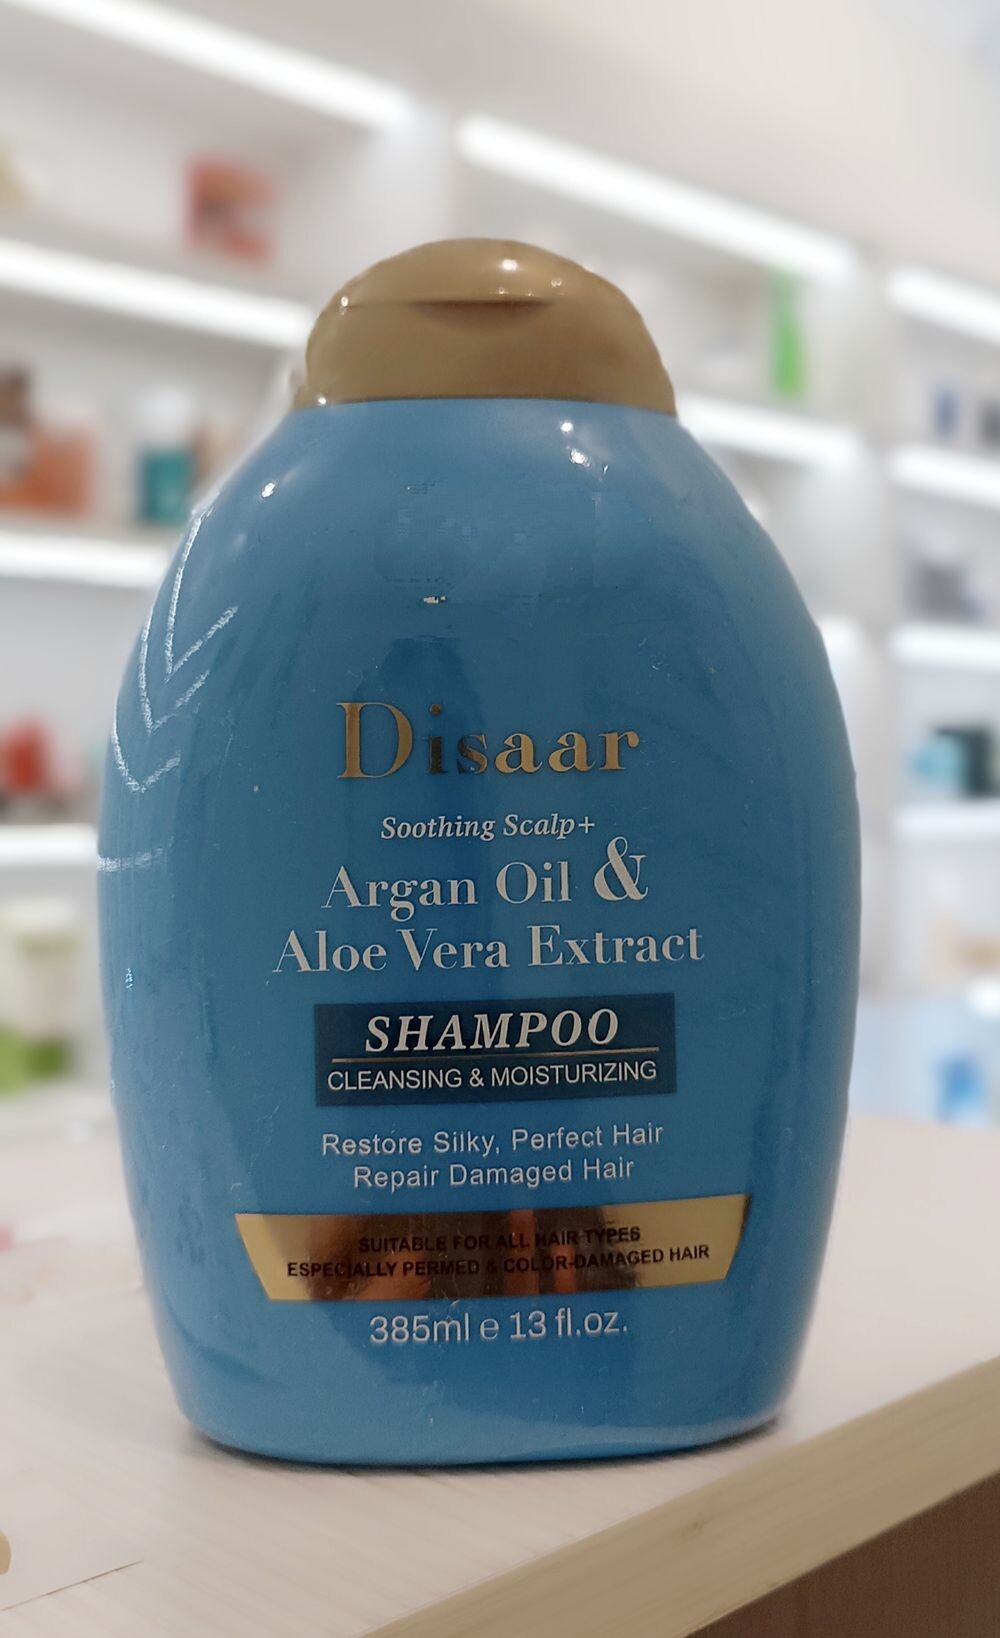 Disaar
Soothing Scalp+
Argan Oil &
Aloe Vera Extract
SHAMPOO
CLEANSING & MOISTURIZING
Restore Silky, Perfect Hair
Repair Damaged Hair
SUITABLE FOR ALL HAIR TYPES
ESPECIALLY PERMED & COLOR-DAMAGED HAIR
385ml e 13 fl.oz.